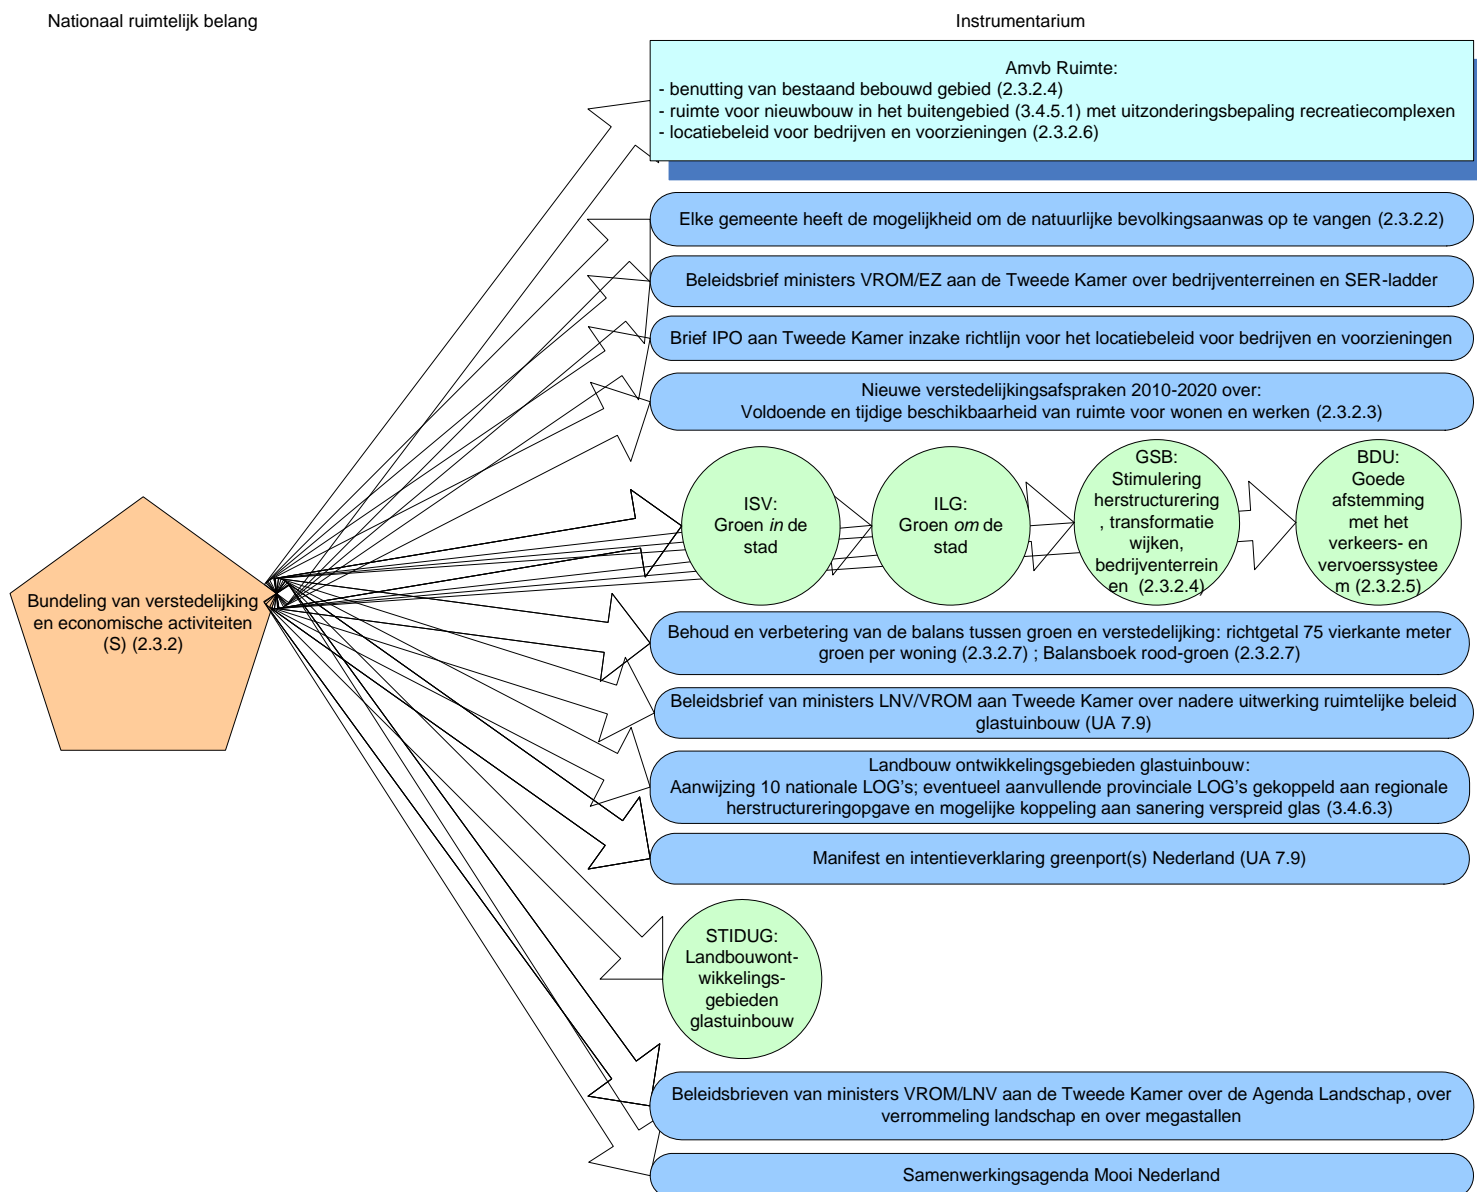 Nationaal ruimtelijk belang
Instrumentarium
Amvb Ruimte:
- benutting van bestaand bebouwd gebied (2.3.2.4)
- ruimte voor nieuwbouw in het buitengebied (3.4.5.1) met uitzonderingsbepaling recreatiecomplexen
- locatiebeleid voor bedrijven en voorzieningen (2.3.2.6)
Elke gemeente heeft de mogelijkheid om de natuurlijke bevolkingsaanwas op te vangen (2.3.2.2)
Beleidsbrief ministers VROM/EZ aan de Tweede Kamer over bedrijventerreinen en SER-ladder
Brief IPO aan Tweede Kamer inzake richtlijn voor het locatiebeleid voor bedrijven en voorzieningen
Nieuwe verstedelijkingsafspraken 2010-2020 over:
Voldoende en tijdige beschikbaarheid van ruimte voor wonen en werken (2.3.2.3)
ISV:
Groen in de
stad
ILG:
Groen om de
stad
GSB:
Stimulering
herstructurering
, transformatie
wijken,
bedrijventerrei
en (2.3.2.4)
BDU:
Goede
afstemming
met het
verkeers- en
vervoerssystee
m (2.3.2.5)
Bundeling van verstedelijking
en economische activiteiten
(S) (2.3.2)
Behoud en verbetering van de balans tussen groen en verstedelijking: richtgetal 75 vierkante meter
groen per woning (2.3.2.7) ; Balansboek rood-groen (2.3.2.7)
Beleidsbrief van ministers LNV/VROM aan Tweede Kamer over nadere uitwerking ruimtelijke beleid
glastuinbouw (UA 7.9)
Landbouw ontwikkelingsgebieden glastuinbouw:
Aanwijzing 10 nationale LOG's; eventueel aanvullende provinciale LOG's gekoppeld aan regionale
herstructureringopgave en mogelijke koppeling aan sanering verspreid glas (3.4.6.3)
Manifest en intentieverklaring greenport(s) Nederland (UA 7.9)
STIDUG:
Landbouwont-
wikkelings-
gebieden
glastuinbouw
Beleidsbrieven van ministers VROM/LNV aan de Tweede Kamer over de Agenda Landschap, over
verrommeling landschap en over megastallen
Samenwerkingsagenda Mooi Nederland